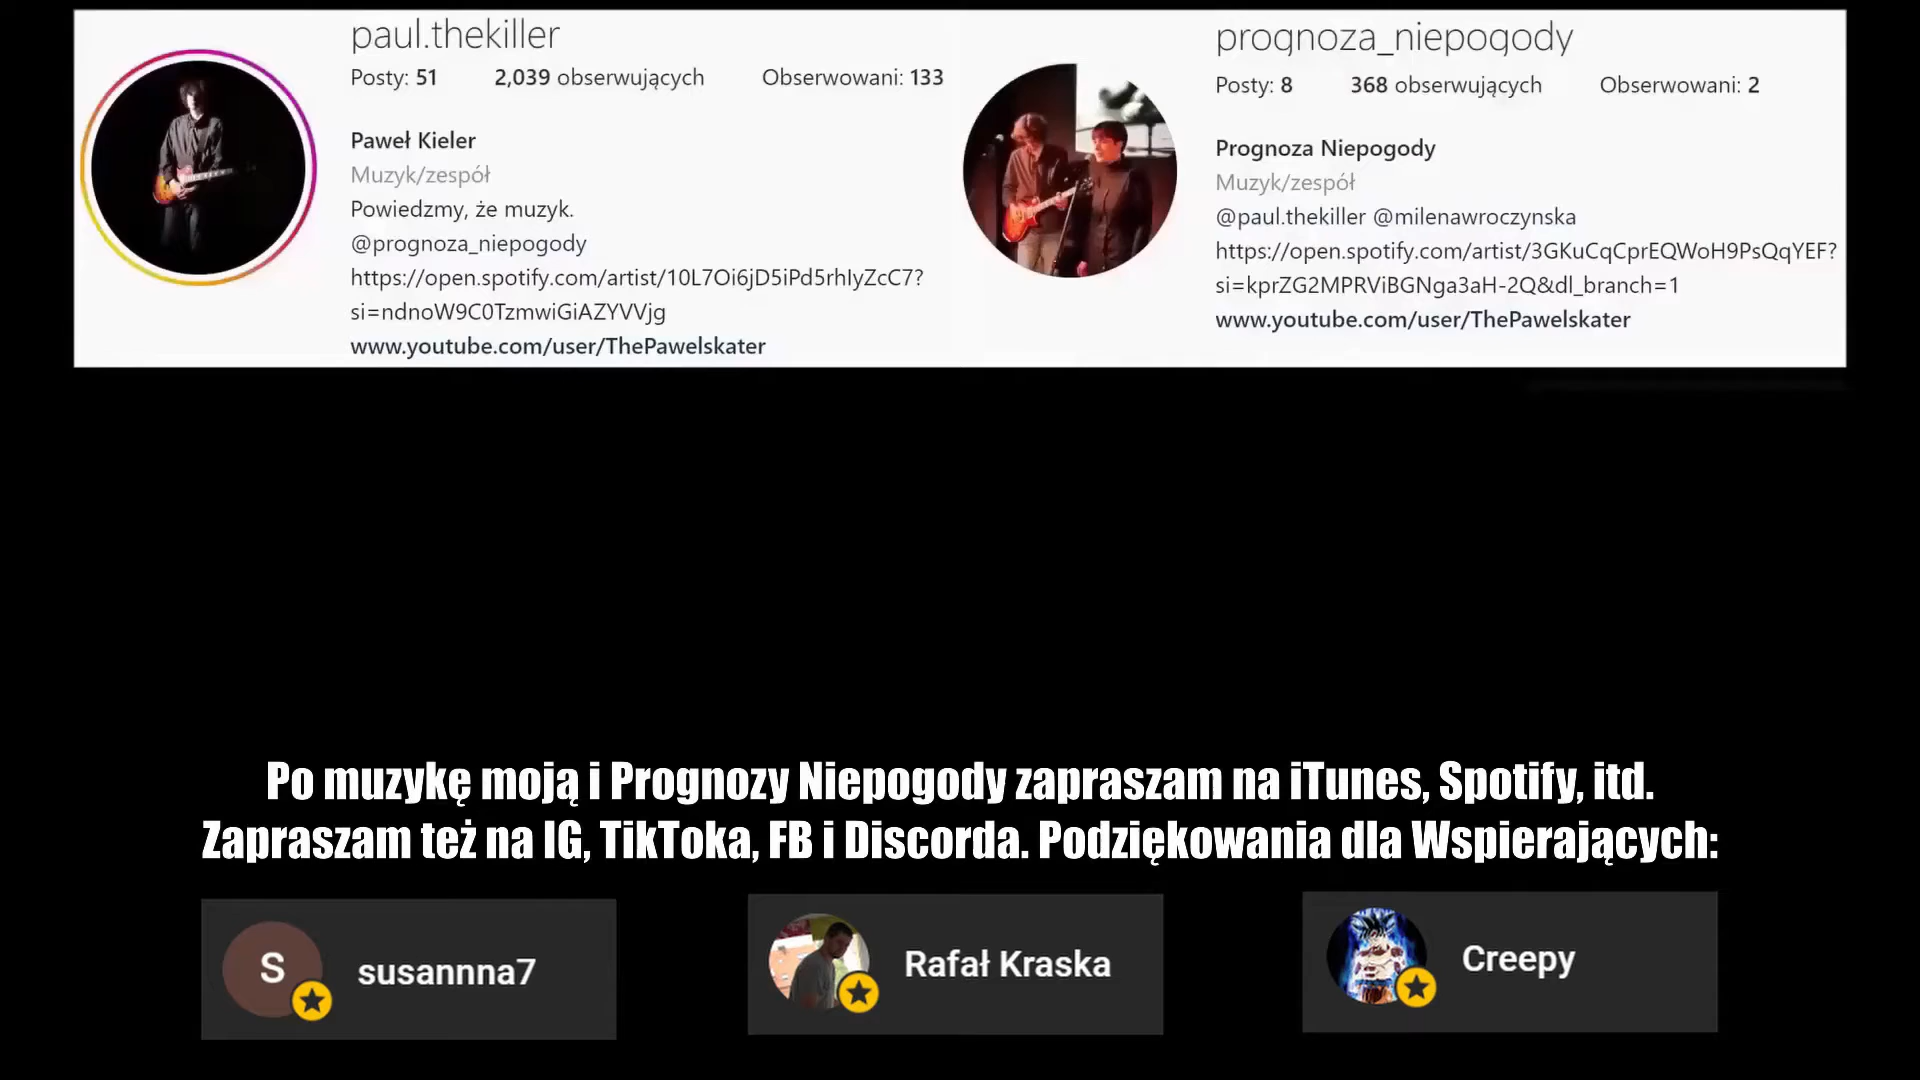 paul.thekiller
Posty: 51 2,039 obserwujących Obserwowani: 133
Paweł Kieler
Muzyk/zespół
Powiedzmy, że muzyk.
@prognoza_niepogody
https://open.spotify.com/artist/10L7Oi6jD5iPd5rhIyZcC7?
si=ndnoW9C0TzmwiGiAZYVVjg
www.youtube.com/user/ThePawelskater
prognoza_niepogody
Posty: 8 368 obserwujących Obserwowani: 2
Prognoza Niepogody
Muzyk/zespół
@paul.thekiller @milenawroczynska
https://open.spotify.com/artist/3GKuCqCprEQWoH9PsQqYEF?
si=kprZG2MPRViBGNga3aH-2Q&dl_branch=1
www.youtube.com/user/ThePawelskater
Po muzykę moją i Prognozy Niepogody zapraszam na iTunes, Spotify, itd.
Zapraszam też na IG, TikToka, FB i Discorda. Podziękowania dla Wspierających:
S susannna7
Rafał Kraska
Creepy